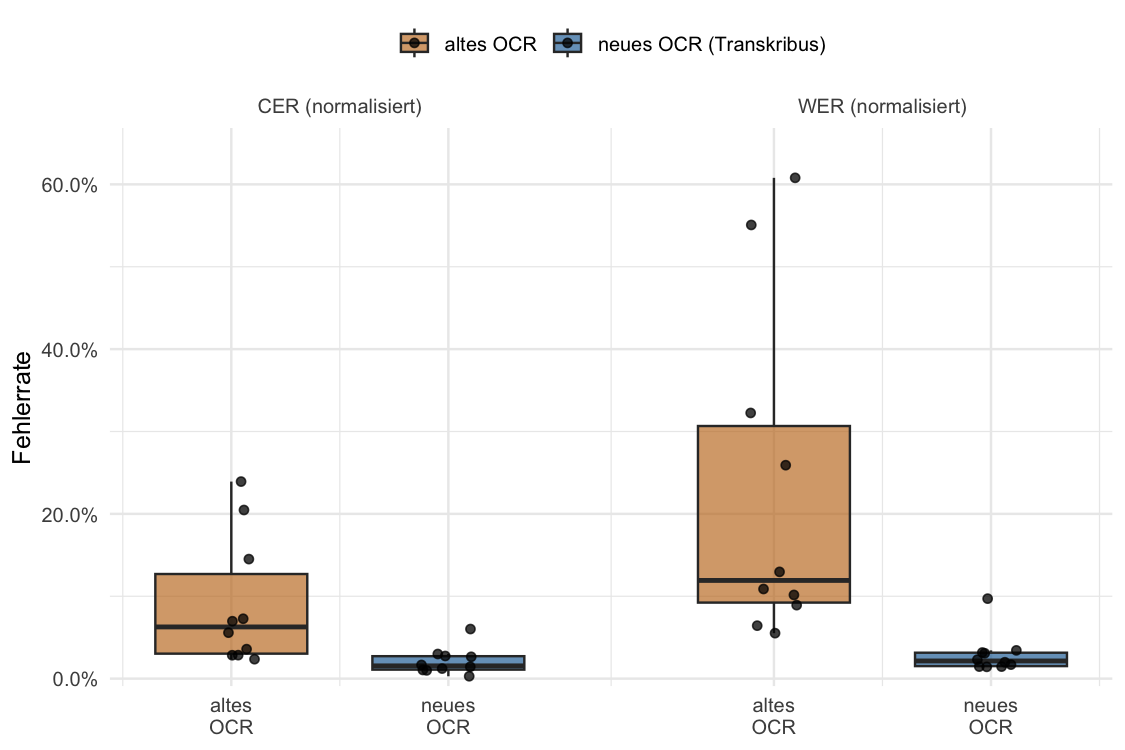 altes OCR neues OCR (Transkribus)
CER (normalisiert) WER (normalisiert)
Fehlerrate
60.0%
40.0%
20.0%
0.0%
altes neues altes neues
OCR OCR OCR OCR